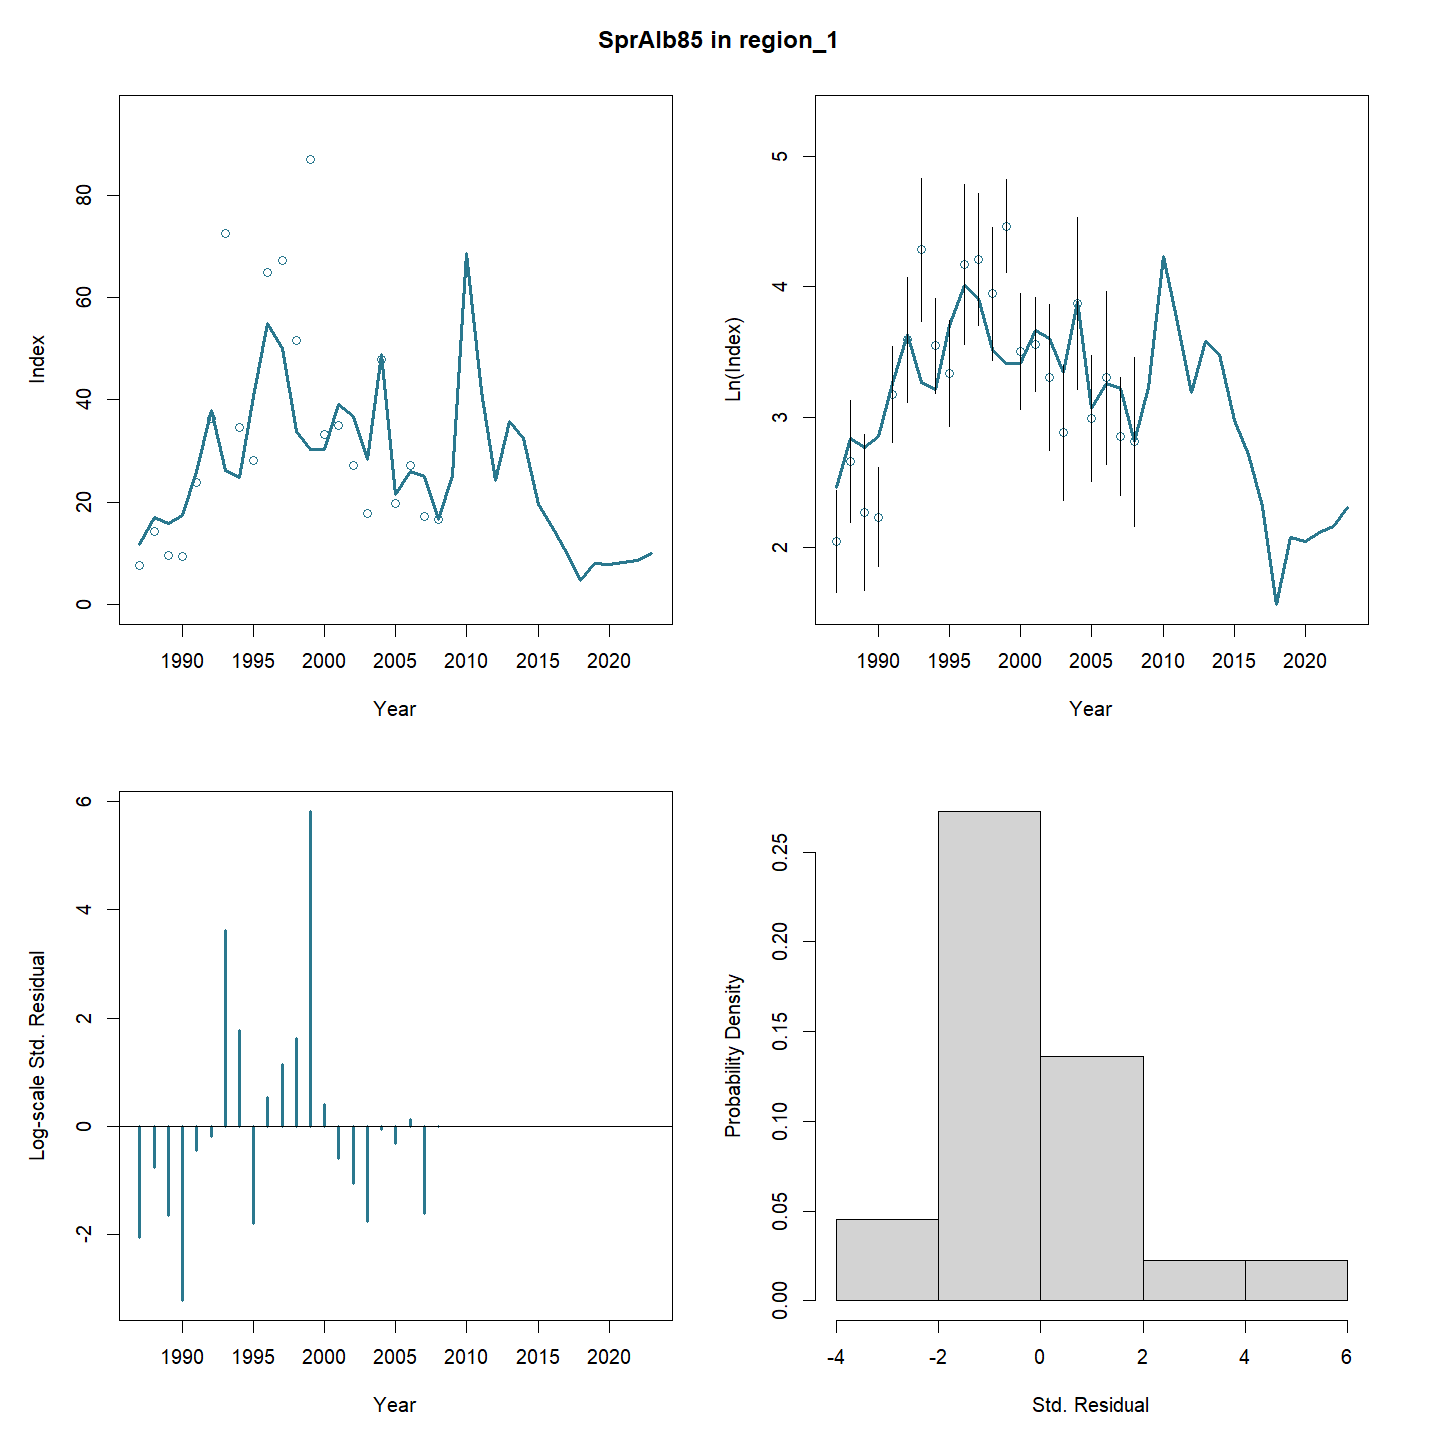 SprAlb85 in region_1
Index
0 20 40 60 80
1990 1995 2000 2005 2010 2015 2020
Year
Ln(Index)
2 3 4 5
1990 1995 2000 2005 2010 2015 2020
Year
Log-scale Std. Residual
-2 0 2 4 6
1990 1995 2000 2005 2010 2015 2020
Year
Probability Density
0.00 0.05 0.10 0.15 0.20 0.25
-4 -2 0 2 4 6
Std. Residual